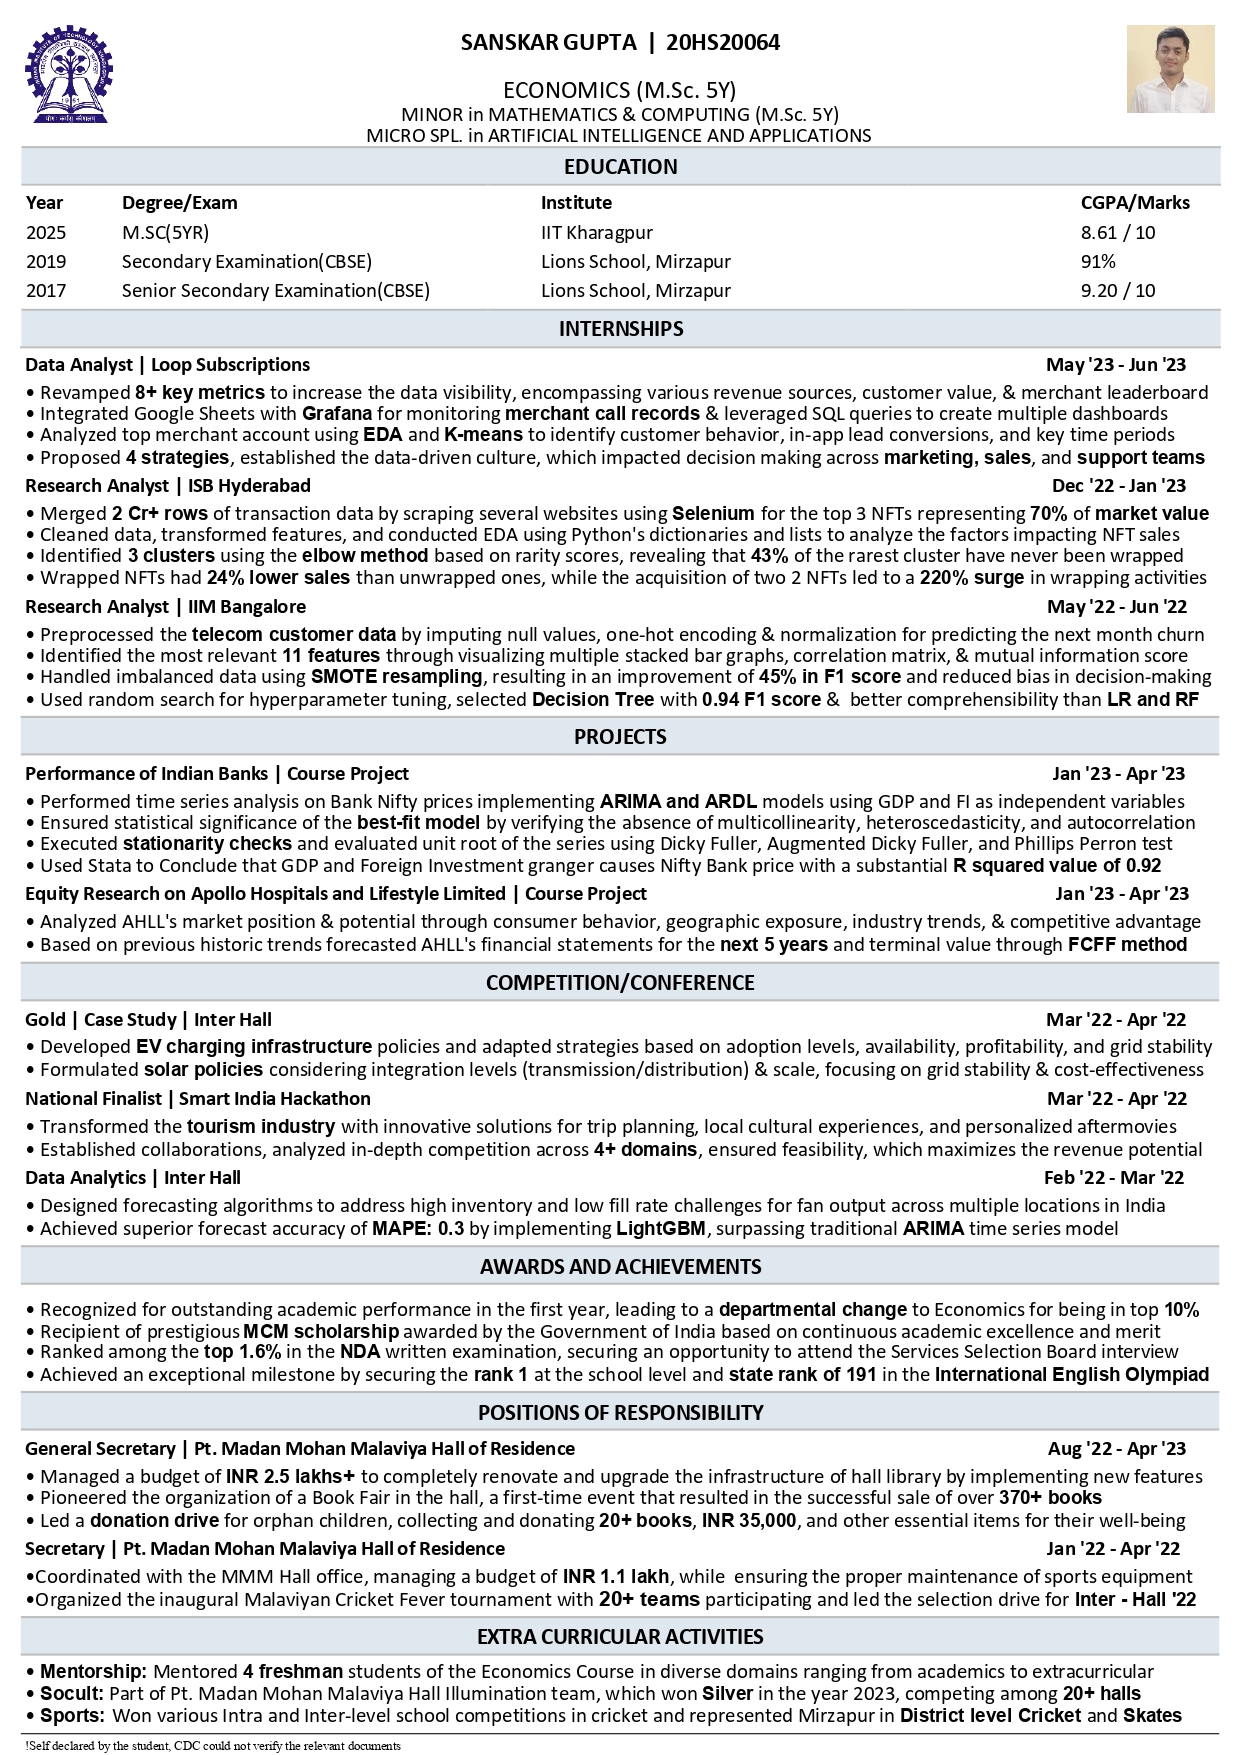 SANSKAR GUPTA | 20HS20064
ECONOMICS (M.Sc. 5Y)
MINOR in MATHEMATICS & COMPUTING (M.Sc. 5Y)
MICRO SPL. in ARTIFICIAL INTELLIGENCE AND APPLICATIONS
EDUCATION
Year Degree/Exam Institute CGPA/Marks
2025 M.SC(5YR) IIT Kharagpur 8.61 / 10
2019 Secondary Examination(CBSE) Lions School, Mirzapur 91%
2017 Senior Secondary Examination(CBSE) Lions School, Mirzapur 9.20 / 10
INTERNSHIPS
Data Analyst | Loop Subscriptions May '23 - Jun '23
• Revamped 8+ key metrics to increase the data visibility, encompassing various revenue sources, customer value, & merchant leaderboard
• Integrated Google Sheets with Grafana for monitoring merchant call records & leveraged SQL queries to create multiple dashboards
• Analyzed top merchant account using EDA and K-means to identify customer behavior, in-app lead conversions, and key time periods
• Proposed 4 strategies, established the data-driven culture, which impacted decision making across marketing, sales, and support teams
Research Analyst | ISB Hyderabad Dec '22 - Jan '23
• Merged 2 Cr+ rows of transaction data by scraping several websites using Selenium for the top 3 NFTs representing 70% of market value
• Cleaned data, transformed features, and conducted EDA using Python's dictionaries and lists to analyze the factors impacting NFT sales
• Identified 3 clusters using the elbow method based on rarity scores, revealing that 43% of the rarest cluster have never been wrapped
• Wrapped NFTs had 24% lower sales than unwrapped ones, while the acquisition of two 2 NFTs led to a 220% surge in wrapping activities
Research Analyst | IIM Bangalore May '22 - Jun '22
• Preprocessed the telecom customer data by imputing null values, one-hot encoding & normalization for predicting the next month churn
• Identified the most relevant 11 features through visualizing multiple stacked bar graphs, correlation matrix, & mutual information score
• Handled imbalanced data using SMOTE resampling, resulting in an improvement of 45% in F1 score and reduced bias in decision-making
• Used random search for hyperparameter tuning, selected Decision Tree with 0.94 F1 score & better comprehensibility than LR and RF
PROJECTS
Performance of Indian Banks | Course Project Jan '23 - Apr '23
• Performed time series analysis on Bank Nifty prices implementing ARIMA and ARDL models using GDP and FI as independent variables
• Ensured statistical significance of the best-fit model by verifying the absence of multicollinearity, heteroscedasticity, and autocorrelation
• Executed stationarity checks and evaluated unit root of the series using Dicky Fuller, Augmented Dicky Fuller, and Phillips Perron test
• Used Stata to Conclude that GDP and Foreign Investment granger causes Nifty Bank price with a substantial R squared value of 0.92
Equity Research on Apollo Hospitals and Lifestyle Limited | Course Project Jan '23 - Apr '23
• Analyzed AHLL's market position & potential through consumer behavior, geographic exposure, industry trends, & competitive advantage
• Based on previous historic trends forecasted AHLL's financial statements for the next 5 years and terminal value through FCFF method
COMPETITION/CONFERENCE
Gold | Case Study | Inter Hall Mar '22 - Apr '22
• Developed EV charging infrastructure policies and adapted strategies based on adoption levels, availability, profitability, and grid stability
• Formulated solar policies considering integration levels (transmission/distribution) & scale, focusing on grid stability & cost-effectiveness
National Finalist | Smart India Hackathon Mar '22 - Apr '22
• Transformed the tourism industry with innovative solutions for trip planning, local cultural experiences, and personalized aftermovies
• Established collaborations, analyzed in-depth competition across 4+ domains, ensured feasibility, which maximizes the revenue potential
Data Analytics | Inter Hall Feb '22 - Mar '22
• Designed forecasting algorithms to address high inventory and low fill rate challenges for fan output across multiple locations in India
• Achieved superior forecast accuracy of MAPE: 0.3 by implementing LightGBM, surpassing traditional ARIMA time series model
AWARDS AND ACHIEVEMENTS
• Recognized for outstanding academic performance in the first year, leading to a departmental change to Economics for being in top 10%
• Recipient of prestigious MCM scholarship awarded by the Government of India based on continuous academic excellence and merit
• Ranked among the top 1.6% in the NDA written examination, securing an opportunity to attend the Services Selection Board interview
• Achieved an exceptional milestone by securing the rank 1 at the school level and state rank of 191 in the International English Olympiad
POSITIONS OF RESPONSIBILITY
General Secretary | Pt. Madan Mohan Malaviya Hall of Residence Aug '22 - Apr '23
• Managed a budget of INR 2.5 lakhs+ to completely renovate and upgrade the infrastructure of hall library by implementing new features
• Pioneered the organization of a Book Fair in the hall, a first-time event that resulted in the successful sale of over 370+ books
• Led a donation drive for orphan children, collecting and donating 20+ books, INR 35,000, and other essential items for their well-being
Secretary | Pt. Madan Mohan Malaviya Hall of Residence Jan '22 - Apr '22
•Coordinated with the MMM Hall office, managing a budget of INR 1.1 lakh, while ensuring the proper maintenance of sports equipment
•Organized the inaugural Malaviyan Cricket Fever tournament with 20+ teams participating and led the selection drive for Inter - Hall '22
EXTRA CURRICULAR ACTIVITIES
• Mentorship: Mentored 4 freshman students of the Economics Course in diverse domains ranging from academics to extracurricular
• Socult: Part of Pt. Madan Mohan Malaviya Hall Illumination team, which won Silver in the year 2023, competing among 20+ halls
• Sports: Won various Intra and Inter-level school competitions in cricket and represented Mirzapur in District level Cricket and Skates
!Self declared by the student, CDC could not verify the relevant documents